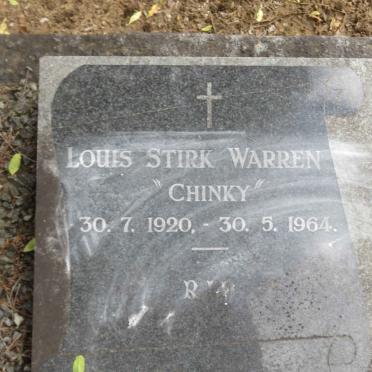 LOUIS STIRK WARREN
"CHINKY"
30. 7. 1920. - 30. 5. 1964.